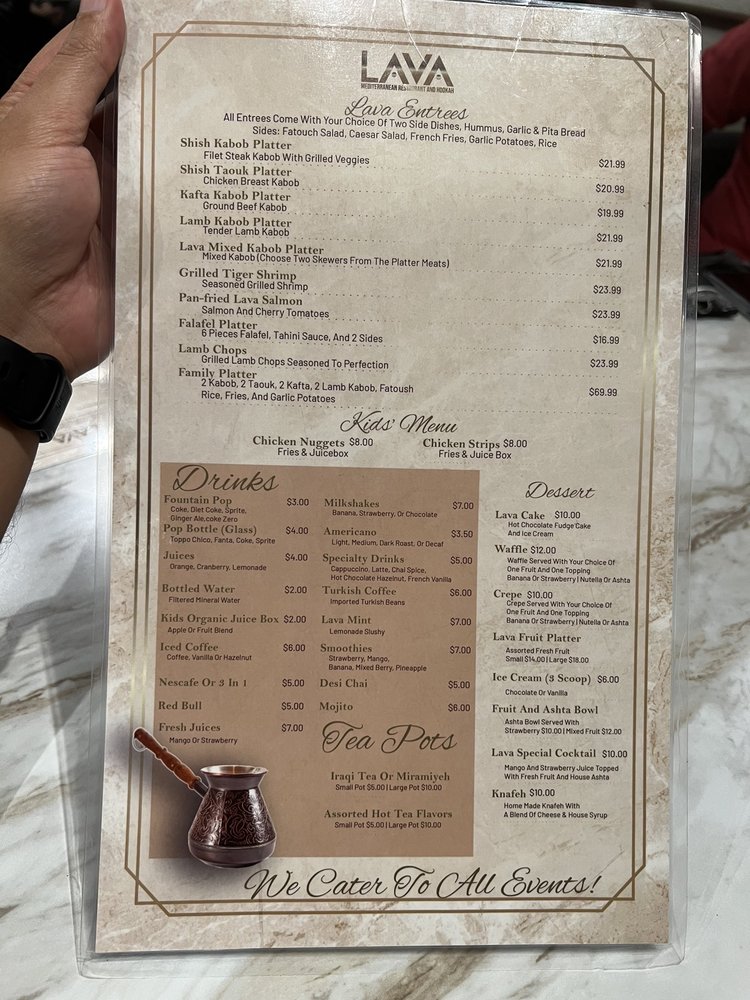 LAVA
MEDITERRANEAN RESTAURANT AND HOOKAH
Lava Entrees
All Entrees Come With Your Choice Of Two Side Dishes, Hummus, Garlic & Pita Bread
Sides: Fatouch Salad, Caesar Salad, French Fries, Garlic Potatoes, Rice
Shish Kabob Platter
Filet Steak Kabob With Grilled Veggies $21.99
Shish Taouk Platter
Chicken Breast Kabob $20.99
Kafta Kabob Platter
Ground Beef Kabob $19.99
Lamb Kabob Platter
Tender Lamb Kabob $21.99
Lava Mixed Kabob Platter
Mixed Kabob (Choose Two Skewers From The Platter Meats) $21.99
Grilled Tiger Shrimp
Seasoned Grilled Shrimp $23.99
Pan-fried Lava Salmon
Salmon And Cherry Tomatoes $23.99
Falafel Platter
6 Pieces Falafel, Tahini Sauce, And 2 Sides $16.99
Lamb Chops
Grilled Lamb Chops Seasoned To Perfection $23.99
Family Platter
2 Kabob, 2 Taouk, 2 Kafta, 2 Lamb Kabob, Fatoush
Rice, Fries, And Garlic Potatoes $69.99
Kids' Menu
Chicken Nuggets $8.00
Fries & Juicebox
Chicken Strips $8.00
Fries & Juice Box
Drinks
Fountain Pop $3.00
Coke, Diet Coke, Sprite,
Ginger Ale,coke Zero
Pop Bottle (Glass) $4.00
Toppo Chico, Fanta, Coke, Sprite
Juices $4.00
Orange, Cranberry, Lemonade
Bottled Water $2.00
Filtered Mineral Water
Kids Organic Juice Box $2.00
Apple Or Fruit Blend
Iced Coffee $6.00
Coffee, Vanilla Or Hazelnut
Nescafe Or 3 In 1 $5.00
Red Bull $5.00
Fresh Juices $7.00
Mango Or Strawberry
Milkshakes $7.00
Banana, Strawberry, Or Chocolate
Americano $3.50
Light, Medium, Dark Roast, Or Decaf
Specialty Drinks $5.00
Cappuccino, Latte, Chai Spice,
Hot Chocolate Hazelnut, French Vanilla
Turkish Coffee $6.00
Imported Turkish Beans
Lava Mint $7.00
Lemonade Slushy
Smoothies $7.00
Strawberry, Mango,
Banana, Mixed Berry, Pineapple
Desi Chai $5.00
Mojito $6.00
Tea Pots
Iraqi Tea Or Miramiyeh
Small Pot $5.00 | Large Pot $10.00
Assorted Hot Tea Flavors
Small Pot $5.00 | Large Pot $10.00
Dessert
Lava Cake $10.00
Hot Chocolate Fudge Cake
And Ice Cream
Waffle $12.00
Waffle Served With Your Choice Of
One Fruit And One Topping
Banana Or Strawberry | Nutella Or Ashta
Crepe $10.00
Crepe Served With Your Choice Of
One Fruit And One Topping
Banana Or Strawberry | Nutella Or Ashta
Lava Fruit Platter
Assorted Fresh Fruit
Small $14.00 | Large $18.00
Ice Cream (3 Scoop) $6.00
Chocolate Or Vanilla
Fruit And Ashta Bowl
Ashta Bowl Served With
Strawberry $10.00 | Mixed Fruit $12.00
Lava Special Cocktail $10.00
Mango And Strawberry Juice Topped
With Fresh Fruit And House Ashta
Knafeh $10.00
Home Made Knafeh With
A Blend Of Cheese & House Syrup
We Cater To All Events!